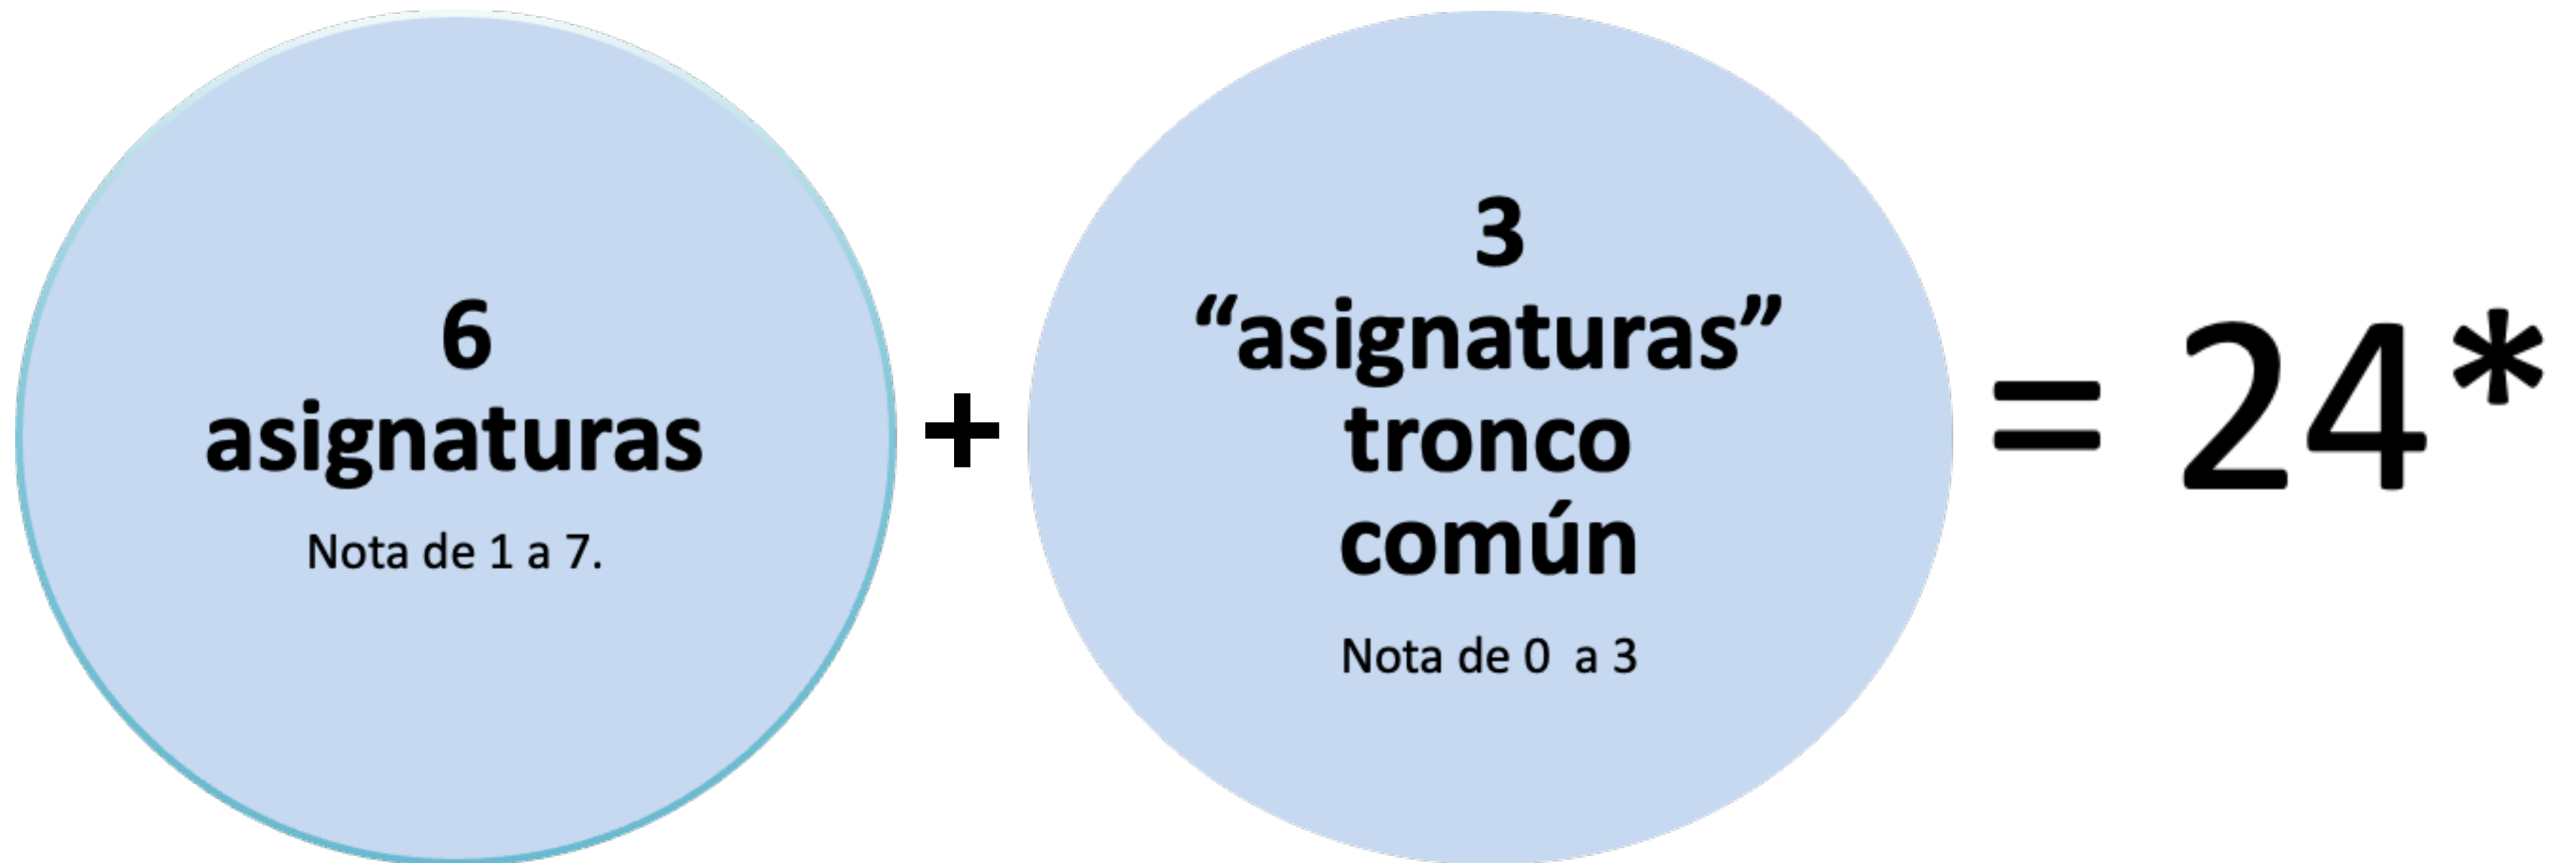 6
asignaturas
Nota de 1 a 7.
+
3
“asignaturas”
tronco
común
Nota de 0 a 3
= 24*